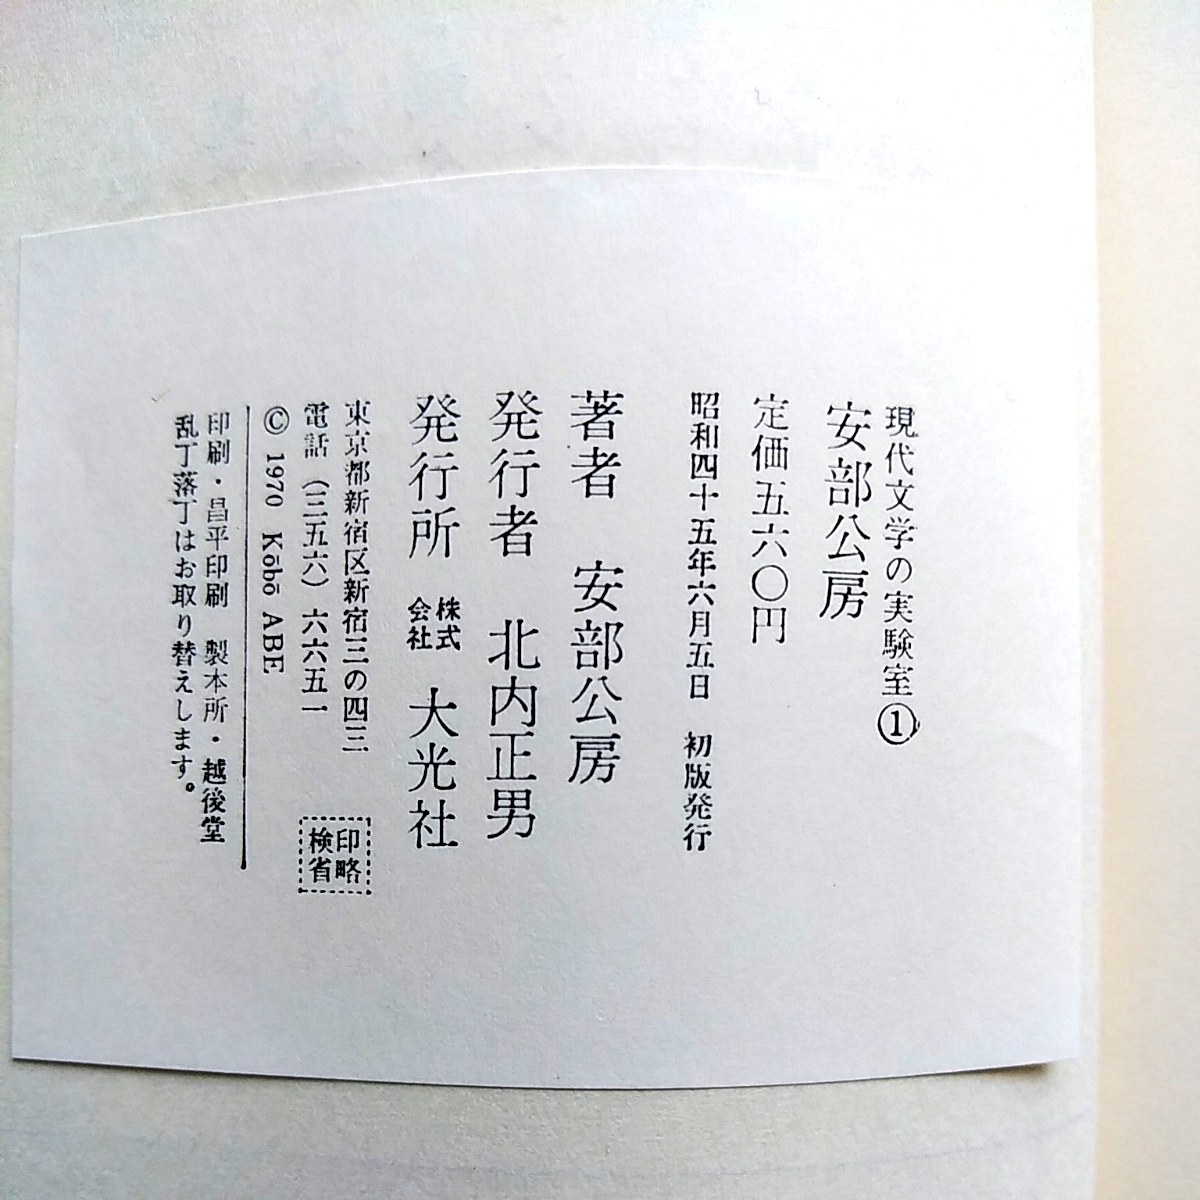 現代文学の実験室①
安部公房
定価五六〇円
昭和四十五年六月五日 初版発行
著者 安部公房
発行者 北内正男
発行所 株式会社 大光社
東京都新宿区新宿三の四三
電話（三五六）六六五一
印略
検省
© 1970 Kōbō ABE
印刷・昌平印刷 製本所・越後堂
乱丁落丁はお取り替えします。